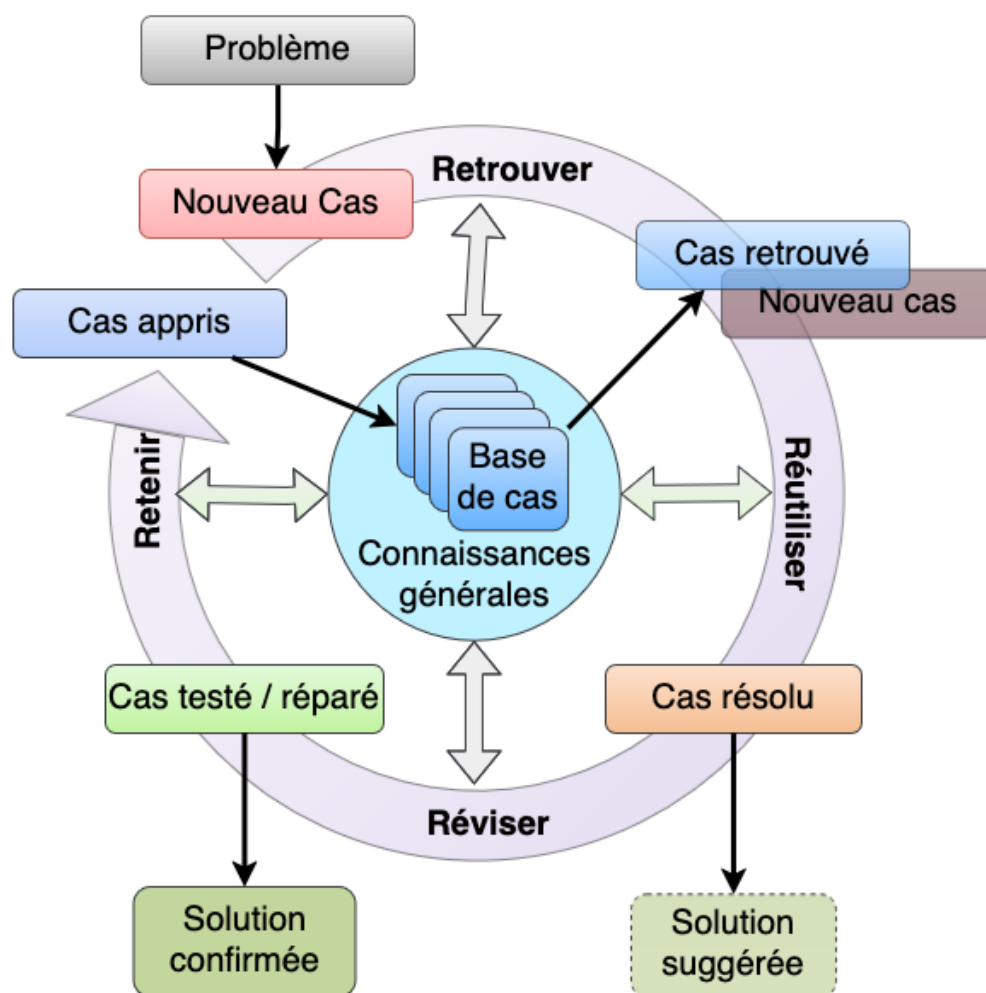 Problème
Retrouver
Nouveau Cas
Cas retrouvé
Nouveau cas
Cas appris
Retenir
Base
de cas
Connaissances
générales
Réutiliser
Cas testé / réparé
Cas résolu
Réviser
Solution
confirmée
Solution
suggérée